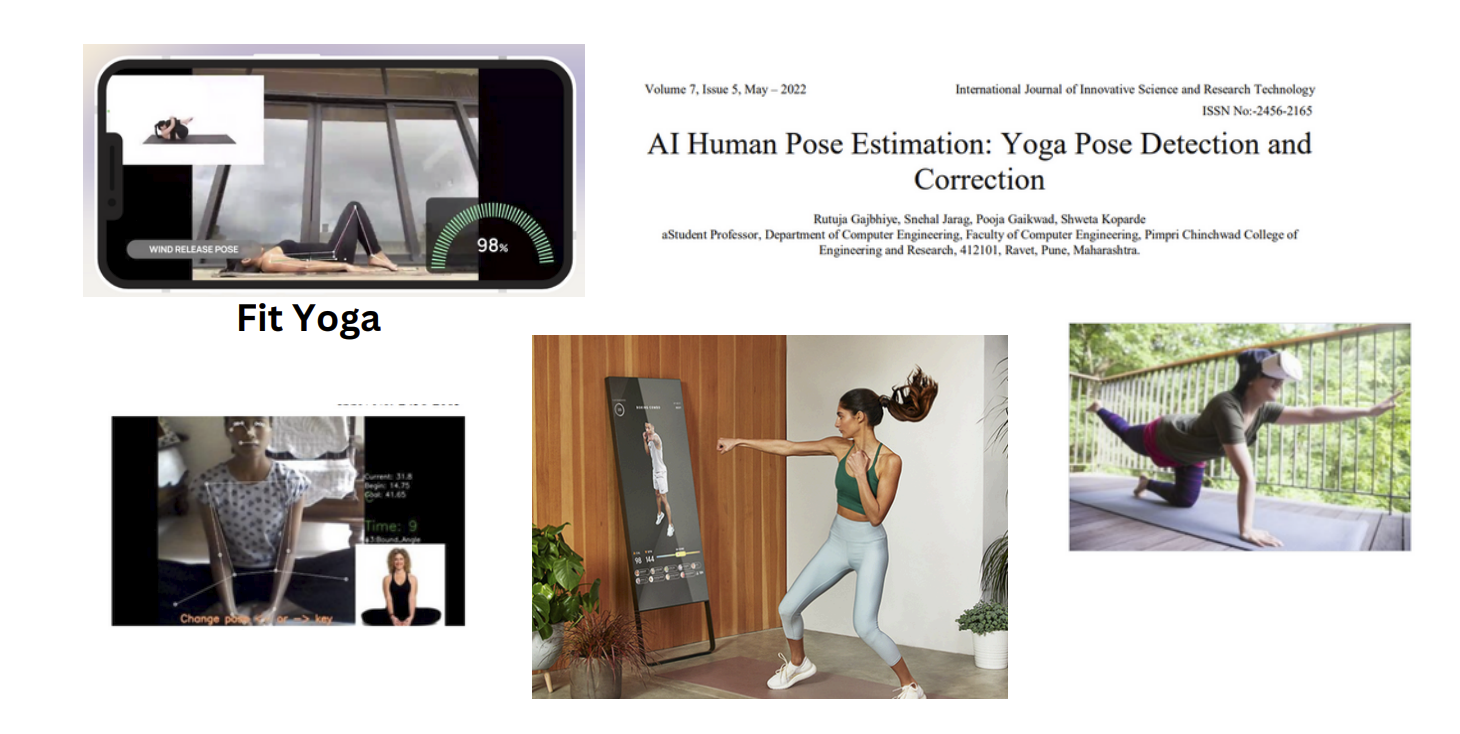 WIND RELEASE POSE
98%
Fit Yoga
Volume 7, Issue 5, May – 2022
International Journal of Innovative Science and Research Technology
ISSN No:-2456-2165
AI Human Pose Estimation: Yoga Pose Detection and
Correction
Rutuja Gajbhiye, Snehal Jarag, Pooja Gaikwad, Shweta Koparde
aStudent Professor, Department of Computer Engineering, Faculty of Computer Engineering, Pimpri Chinchwad College of
Engineering and Research, 412101, Ravet, Pune, Maharashtra.
Current: 31.8
Begin: 14.75
Goal: 41.65
Time: 9
#3:Bound_Angle
Change pose or —> key
BOXING COMBO
98 144